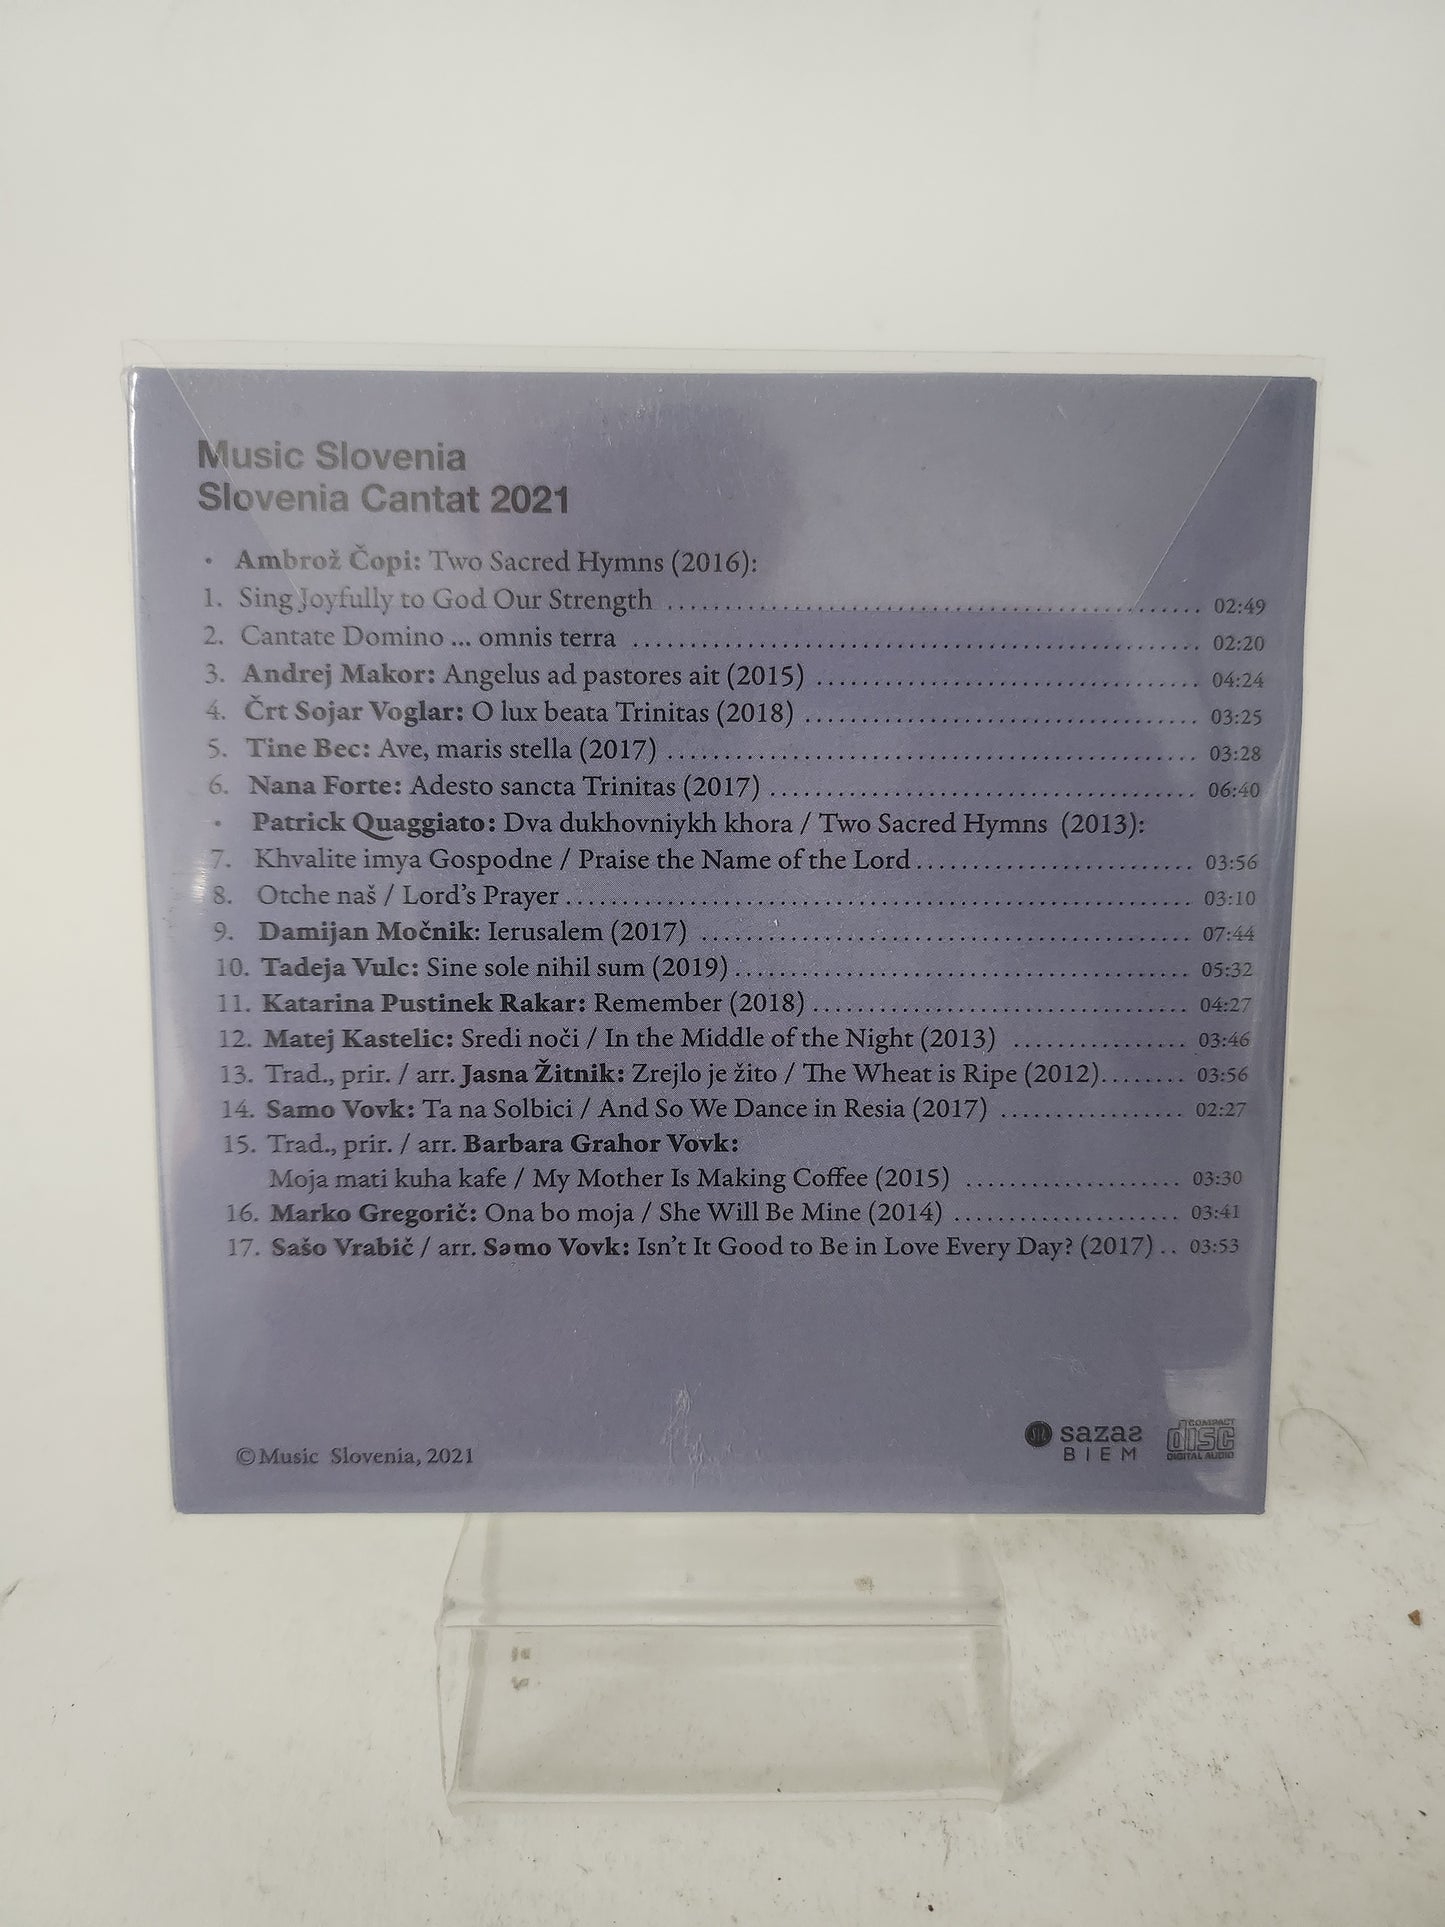 Music Slovenia
Slovenia Cantat 2021
• Ambrož Čopi: Two Sacred Hymns (2016):
1. Sing Joyfully to God Our Strength ........ 02:49
2. Cantate Domino ... omnis terra ........ 02:20
3. Andrej Makor: Angelus ad pastores ait (2015) ........ 04:24
4. Črt Sojar Voglar: O lux beata Trinitas (2018) ........ 03:25
5. Tine Bec: Ave, maris stella (2017) ........ 03:28
6. Nana Forte: Adesto sancta Trinitas (2017) ........ 06:40
• Patrick Quaggiato: Dva dukhovniykh khora / Two Sacred Hymns (2013):
7. Khvalite imya Gospodne / Praise the Name of the Lord ........ 03:56
8. Otche naš / Lord's Prayer ........ 03:10
9. Damijan Močnik: Ierusalem (2017) ........ 07:44
10. Tadeja Vulc: Sine sole nihil sum (2019) ........ 05:32
11. Katarina Pustinek Rakar: Remember (2018) ........ 04:27
12. Matej Kastelic: Sredi noči / In the Middle of the Night (2013) ........ 03:46
13. Trad., prir. / arr. Jasna Žitnik: Zrejlo je žito / The Wheat is Ripe (2012)........ 03:56
14. Samo Vovk: Ta na Solbici / And So We Dance in Resia (2017) ........ 02:27
15. Trad., prir. / arr. Barbara Grahor Vovk:
Moja mati kuha kafe / My Mother Is Making Coffee (2015) ........ 03:30
16. Marko Gregorič: Ona bo moja / She Will Be Mine (2014) ........ 03:41
17. Sašo Vrabič / arr. Samo Vovk: Isn't It Good to Be in Love Every Day? (2017) .. 03:53
© Music Slovenia, 2021
sazas
BIEM
COMPACT
disc
DIGITAL AUDIO